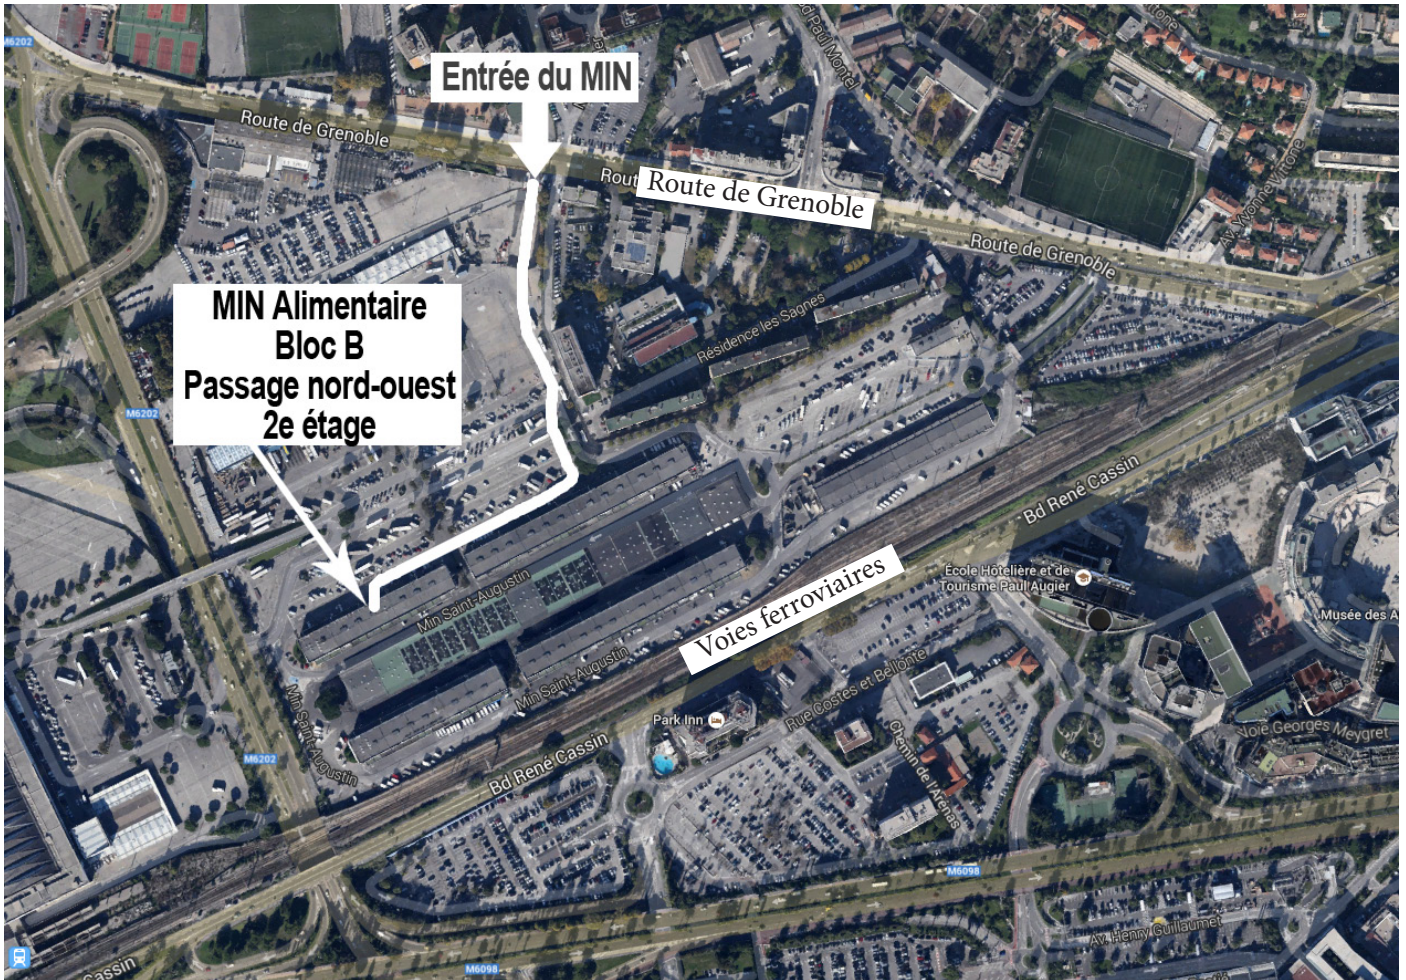 M6202
Entrée du MIN
Bd Paul Montel
Route de Grenoble
Route de Grenoble
Route de Grenoble
Av. Yvonne Vittone
MIN Alimentaire
Bloc B
Passage nord-ouest
2e étage
Résidence les Sagnes
M6202
Bd René Cassin
École Hôtelière et de
Tourisme Paul Augier
Musée des A
Voies ferroviaires
Min Saint-Augustin
Min Saint-Augustin
Min Saint-Augustin
Rue Costes et Bellonte
Park Inn
Chemin de l'Arénas
Voie Georges Meygret
M6202
Bd René Cassin
M6098
Av. Henry Guillaumet
Cassin
M6098